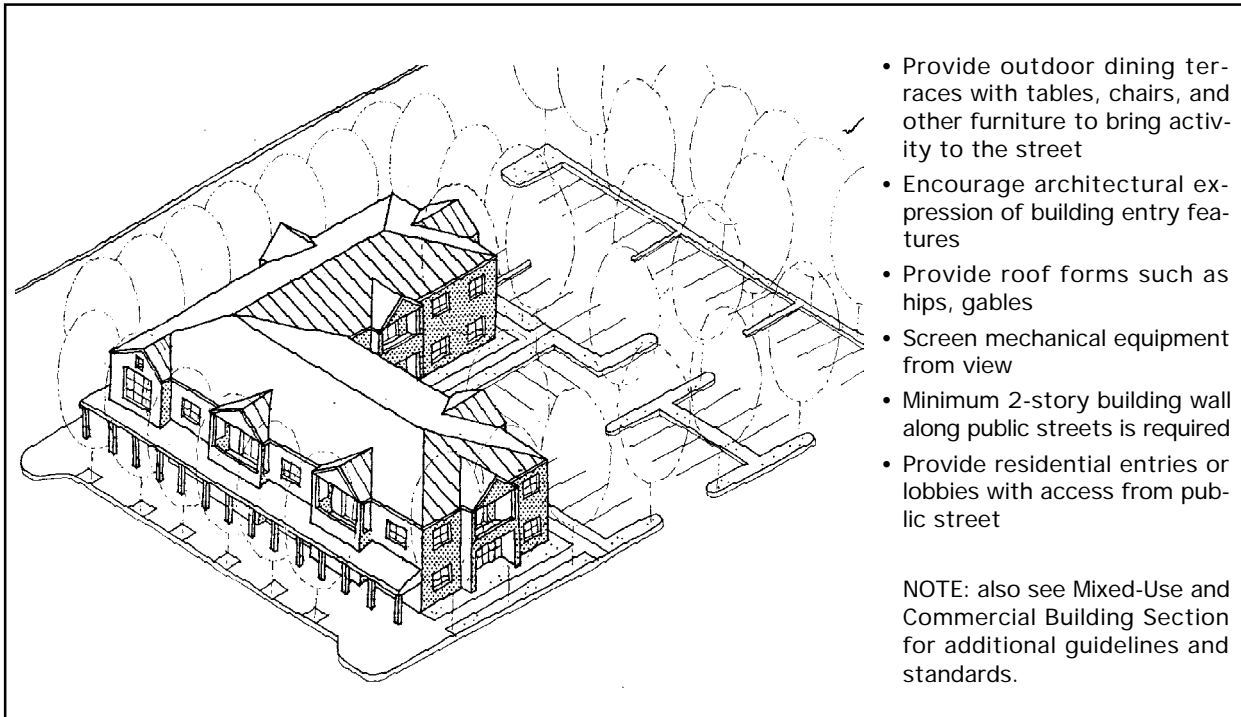 • Provide outdoor dining ter-
races with tables, chairs, and
other furniture to bring activ-
ity to the street
• Encourage architectural ex-
pression of building entry fea-
tures
• Provide roof forms such as
hips, gables
• Screen mechanical equipment
from view
• Minimum 2-story building wall
along public streets is required
• Provide residential entries or
lobbies with access from pub-
lic street
NOTE: also see Mixed-Use and
Commercial Building Section
for additional guidelines and
standards.